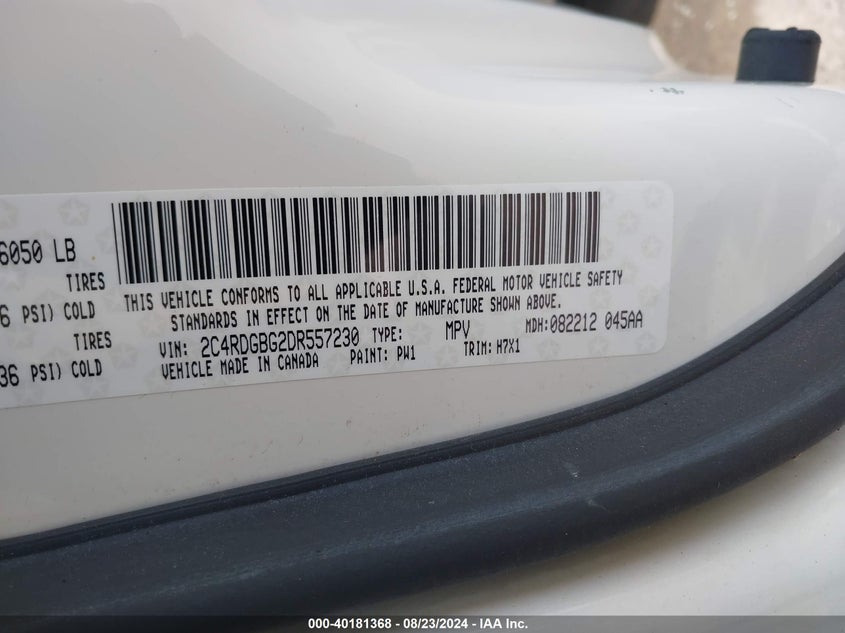 6050 LB
TIRES
6 PSI) COLD
TIRES
36 PSI) COLD
THIS VEHICLE CONFORMS TO ALL APPLICABLE U.S.A. FEDERAL MOTOR VEHICLE SAFETY
STANDARDS IN EFFECT ON THE DATE OF MANUFACTURE SHOWN ABOVE.
VIN: 2C4RDGBG2DR557230 TYPE: MPV MDH: 082212 045AA
VEHICLE MADE IN CANADA PAINT: PW1 TRIM: H7X1
000-40181368 - 08/23/2024 - IAA Inc.